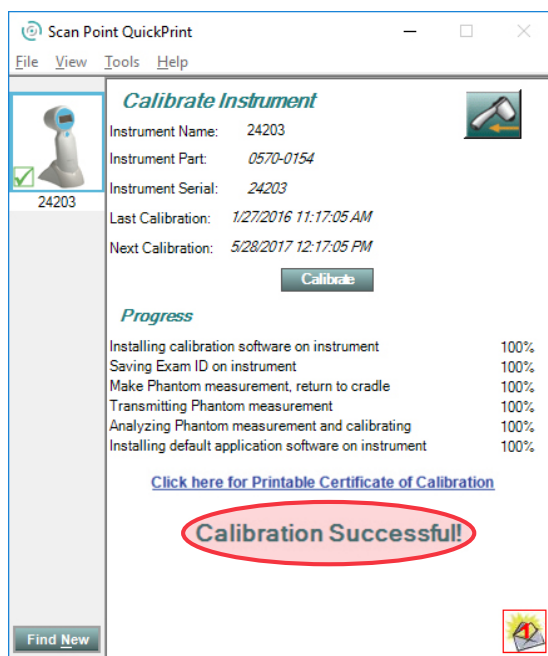 Scan Point QuickPrint
File View Tools Help
24203
Calibrate Instrument
Instrument Name: 24203
Instrument Part: 0570-0154
Instrument Serial: 24203
Last Calibration: 1/27/2016 11:17:05 AM
Next Calibration: 5/28/2017 12:17:05 PM
Calibrate
Progress
Installing calibration software on instrument 100%
Saving Exam ID on instrument 100%
Make Phantom measurement, return to cradle 100%
Transmitting Phantom measurement 100%
Analyzing Phantom measurement and calibrating 100%
Installing default application software on instrument 100%
Click here for Printable Certificate of Calibration
Calibration Successful!
Find New